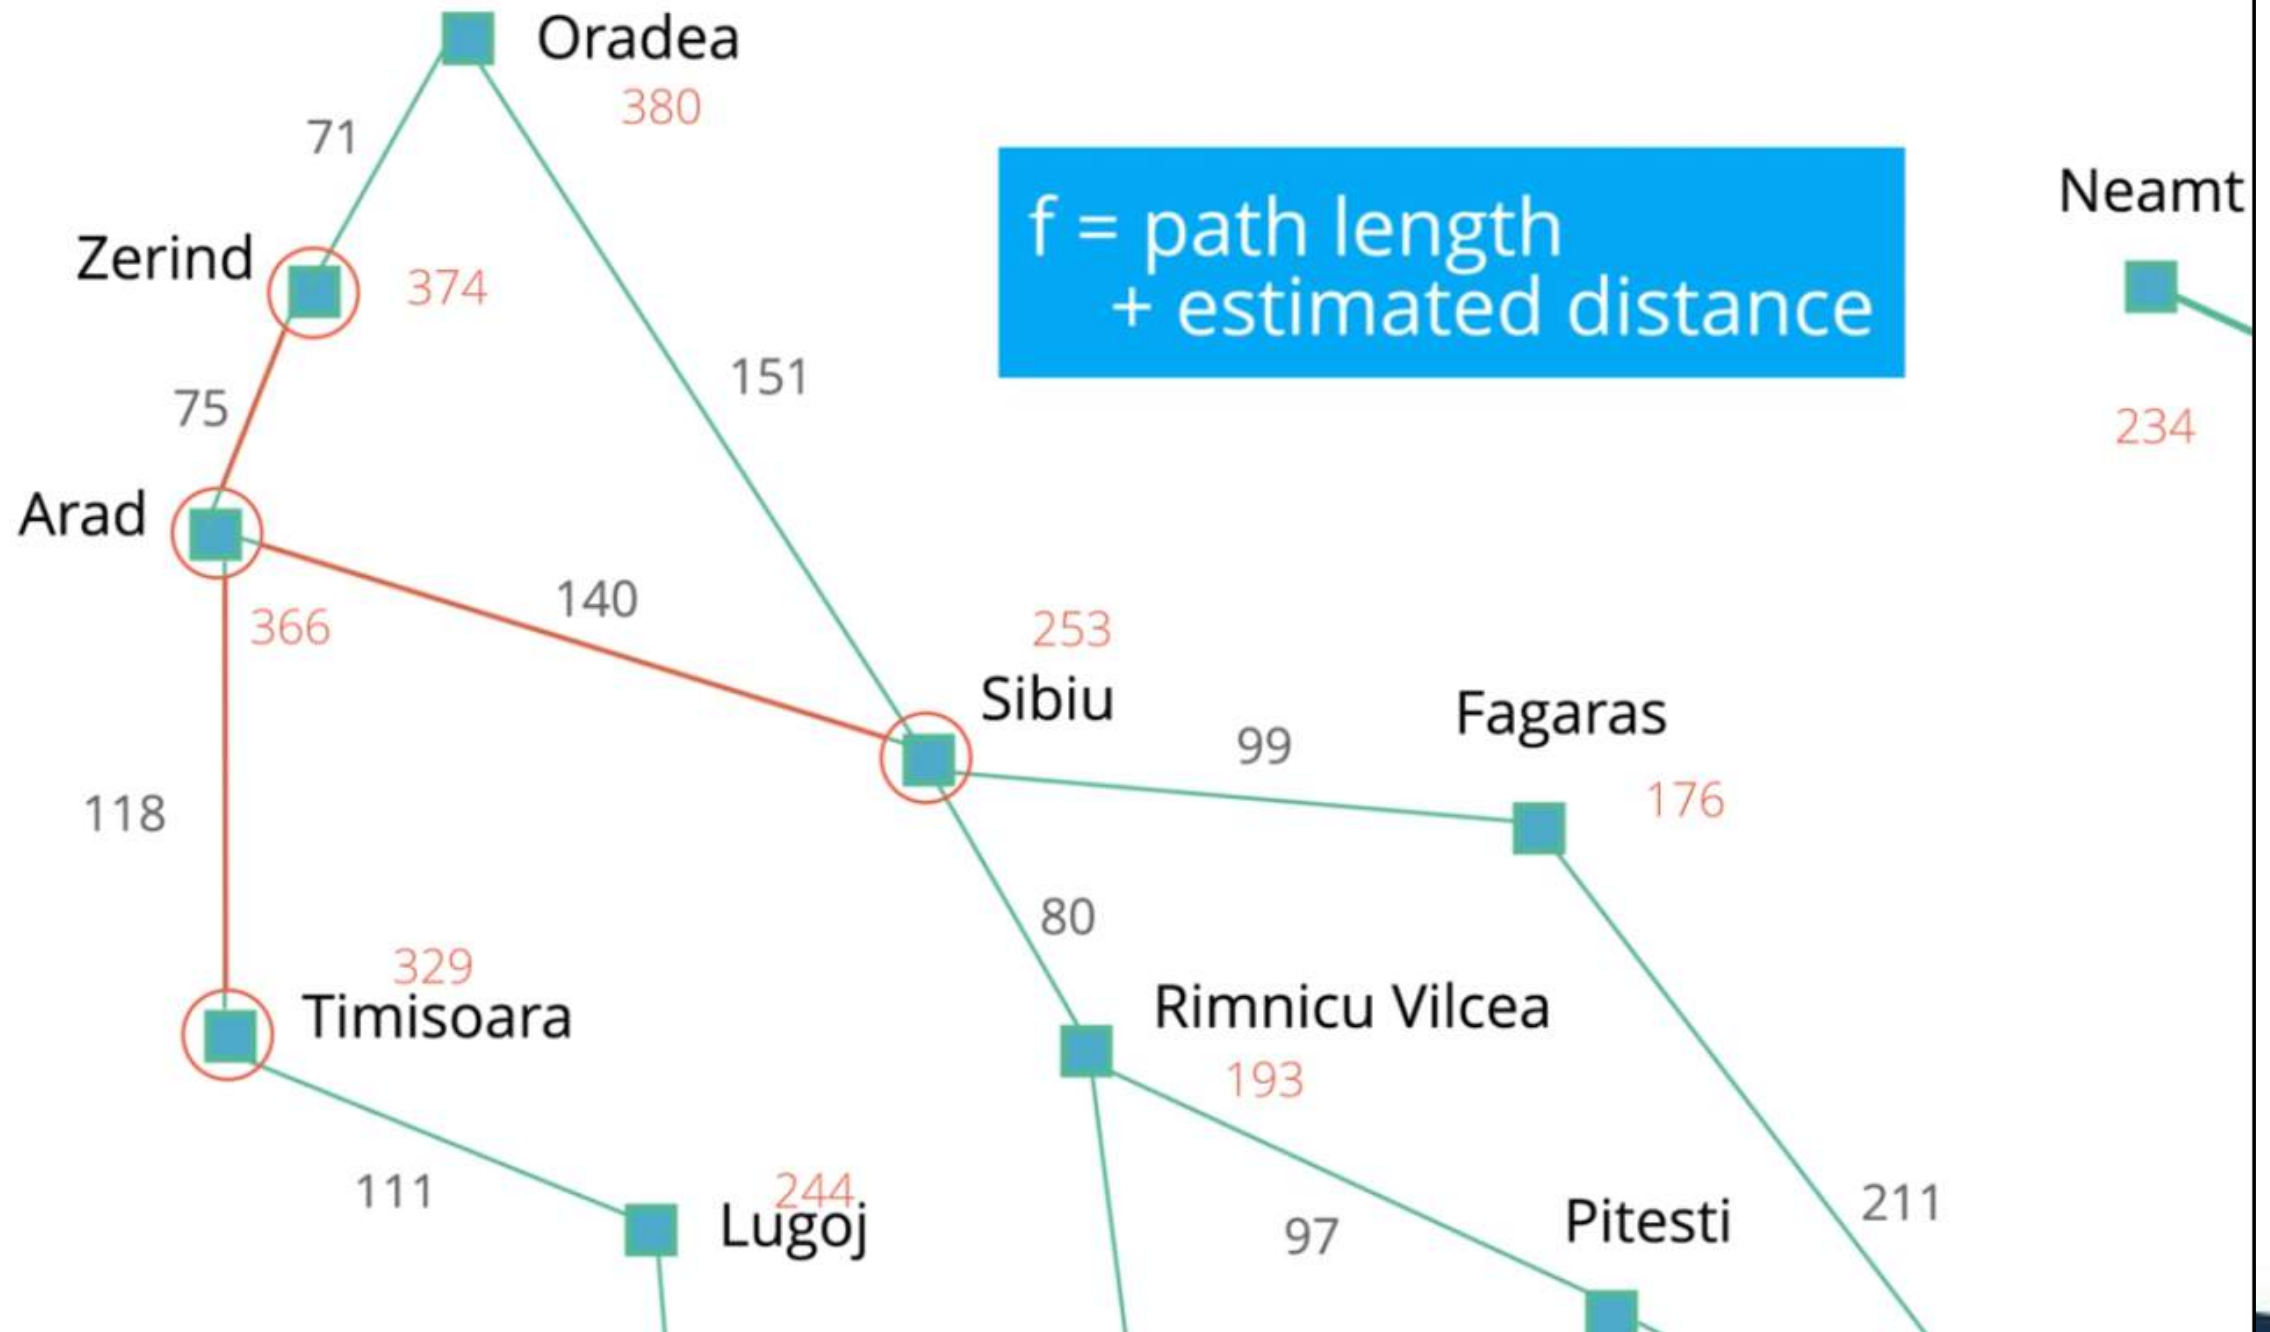 Oradea
380
71
f = path length
+ estimated distance
Neamt
Zerind
374
151
75
234
Arad
140
366
253
Sibiu
99
Fagaras
176
118
80
329
Timisoara
Rimnicu Vilcea
193
111
244
Lugoj
97
Pitesti
211